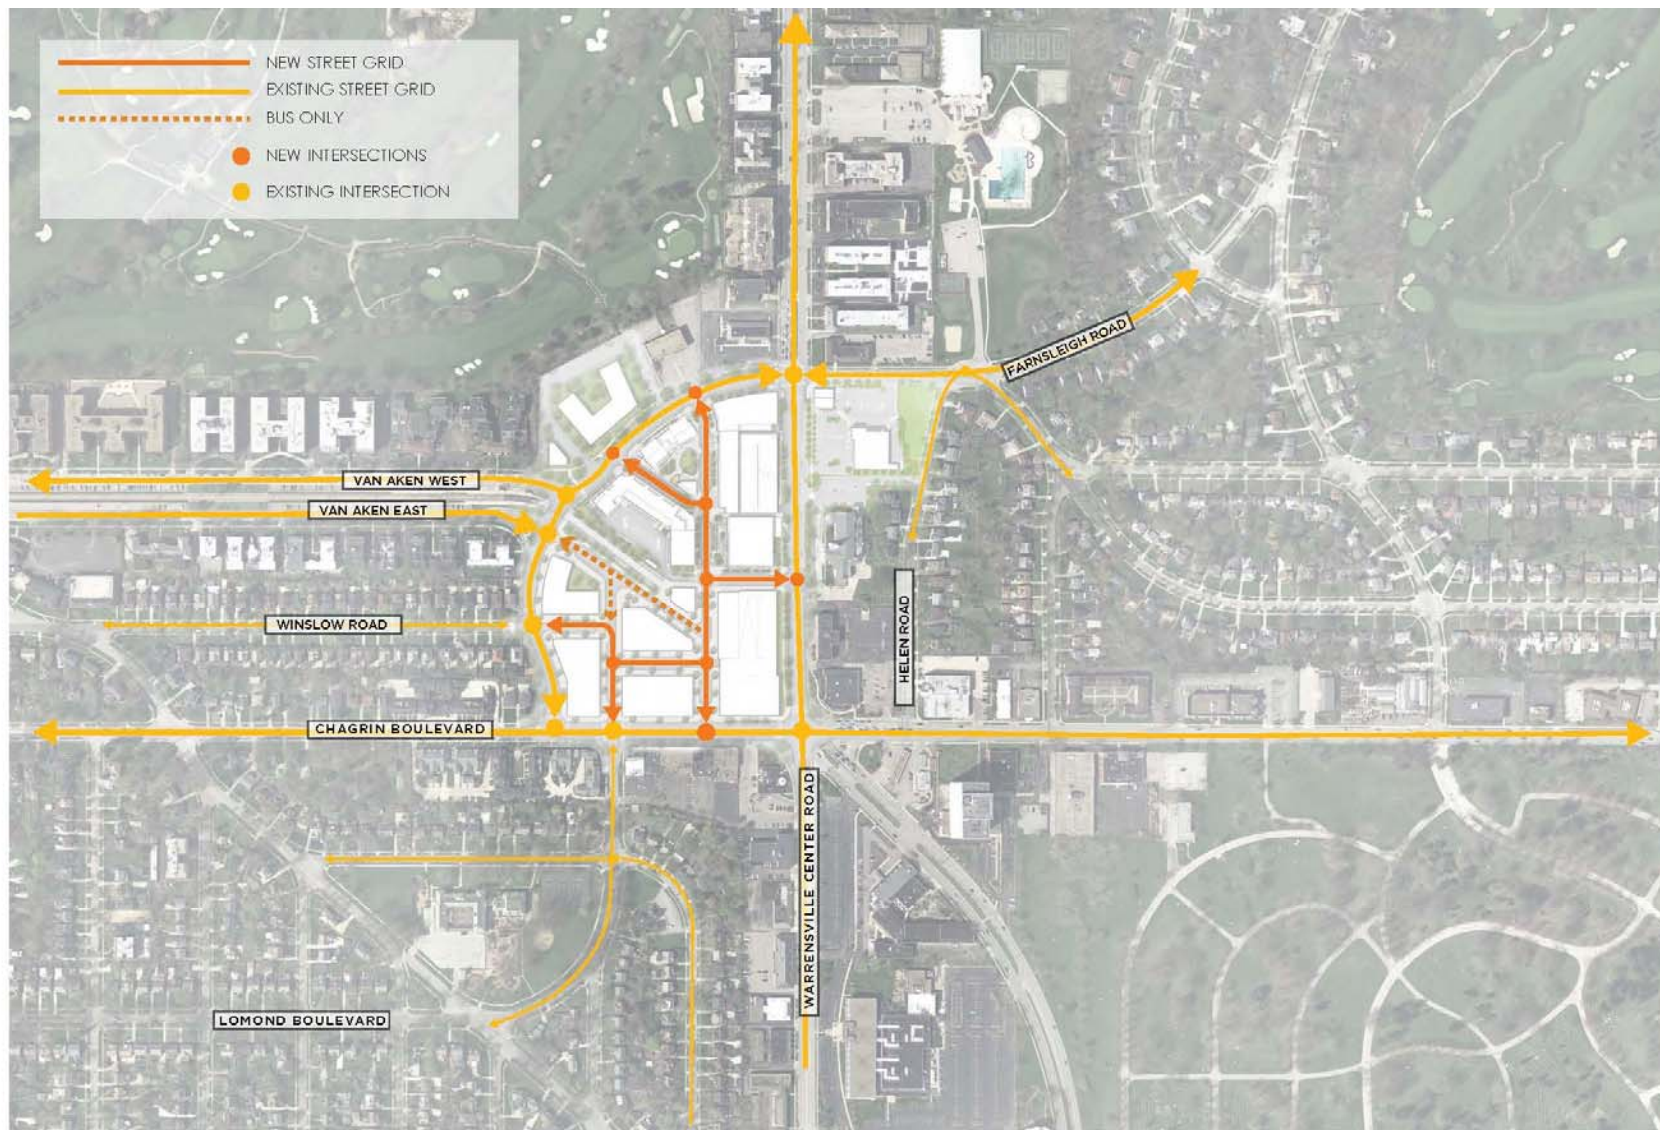 NEW STREET GRID
EXISTING STREET GRID
BUS ONLY
NEW INTERSECTIONS
EXISTING INTERSECTION
FARNSLEIGH ROAD
VAN AKEN WEST
VAN AKEN EAST
WINSLOW ROAD
HELEN ROAD
CHAGRIN BOULEVARD
WARRENSVILLE CENTER ROAD
LOMOND BOULEVARD